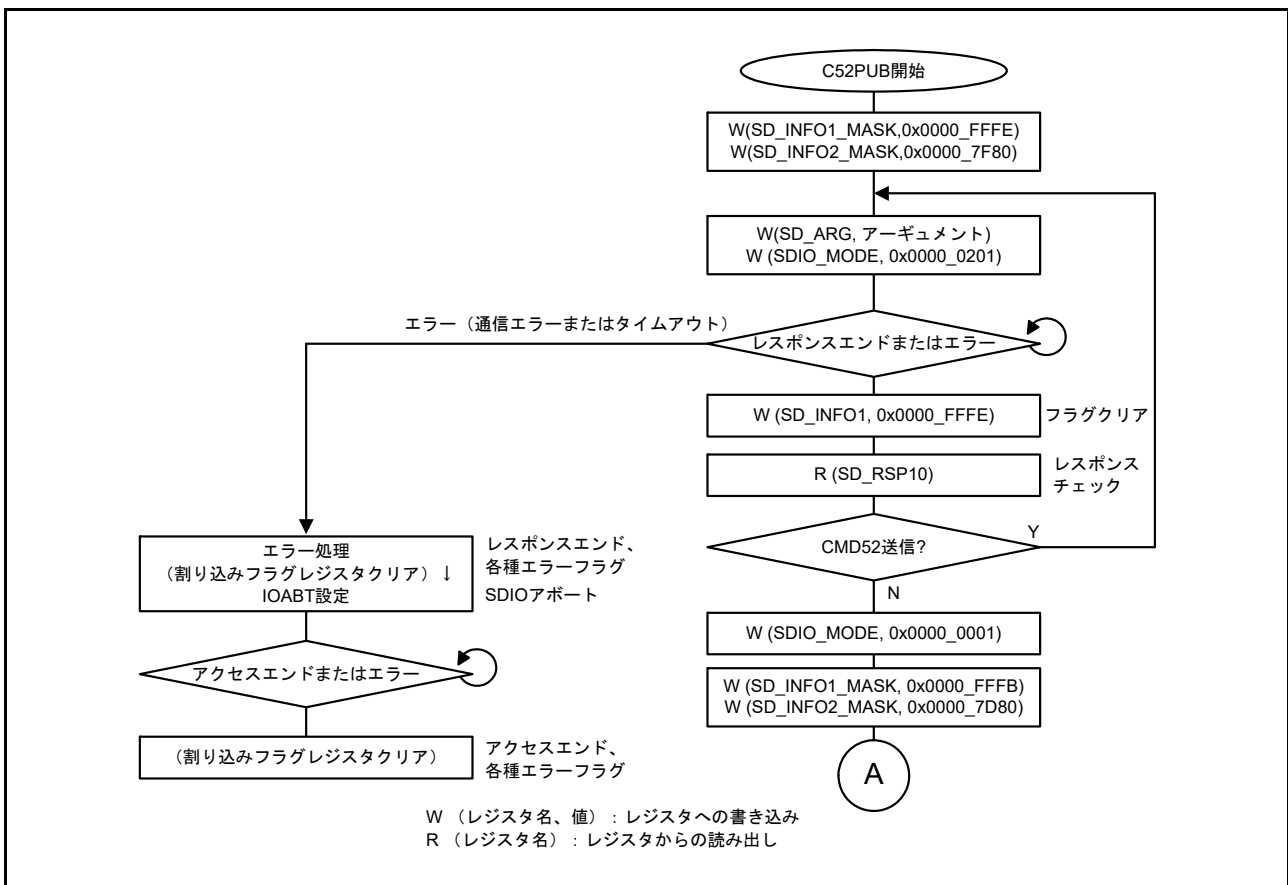 C52PUB開始
W(SD_INFO1_MASK,0x0000_FFFE)
W(SD_INFO2_MASK,0x0000_7F80)
W(SD_ARG, アーギュメント)
W (SDIO_MODE, 0x0000_0201)
エラー（通信エラーまたはタイムアウト）
レスポンスエンドまたはエラー
W (SD_INFO1, 0x0000_FFFE)
フラグクリア
R (SD_RSP10)
レスポンス
チェック
CMD52送信?
Y
N
W (SDIO_MODE, 0x0000_0001)
W (SD_INFO1_MASK, 0x0000_FFFB)
W (SD_INFO2_MASK, 0x0000_7D80)
A
エラー処理
（割り込みフラグレジスタクリア）↓
IOABT設定
レスポンスエンド、
各種エラーフラグ
SDIOアボート
アクセスエンドまたはエラー
（割り込みフラグレジスタクリア）
アクセスエンド、
各種エラーフラグ
W （レジスタ名、値）：レジスタへの書き込み
R （レジスタ名）：レジスタからの読み出し